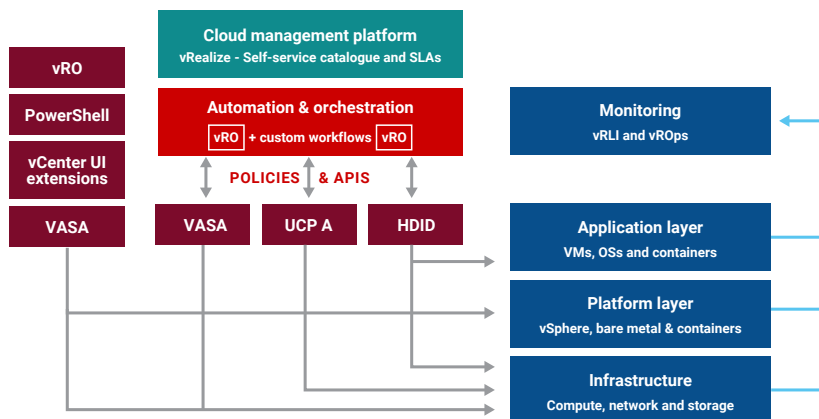 Cloud management platform
vRealize - Self-service catalogue and SLAs
vRO
PowerShell
vCenter UI
extensions
VASA
Automation & orchestration
vRO + custom workflows vRO
POLICIES & APIS
VASA
UCP A
HDID
Monitoring
vRLI and vROps
Application layer
VMs, OSs and containers
Platform layer
vSphere, bare metal & containers
Infrastructure
Compute, network and storage